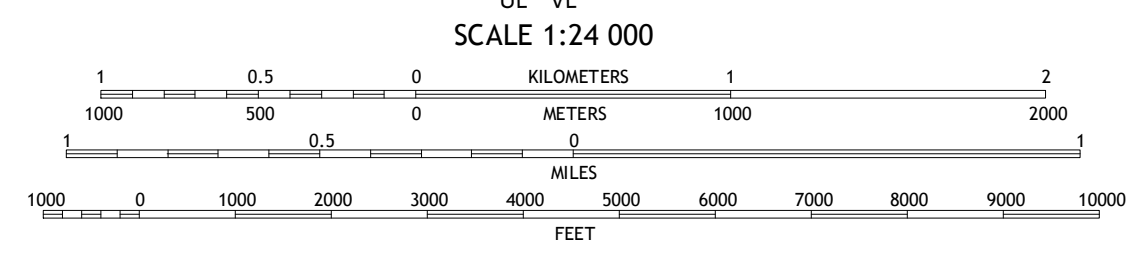 SCALE 1:24 000
1 0.5 0 KILOMETERS 1 2
1000 500 0 METERS 1000 2000
1 0.5 0 1
MILES
1000 0 1000 2000 3000 4000 5000 6000 7000 8000 9000 10000
FEET